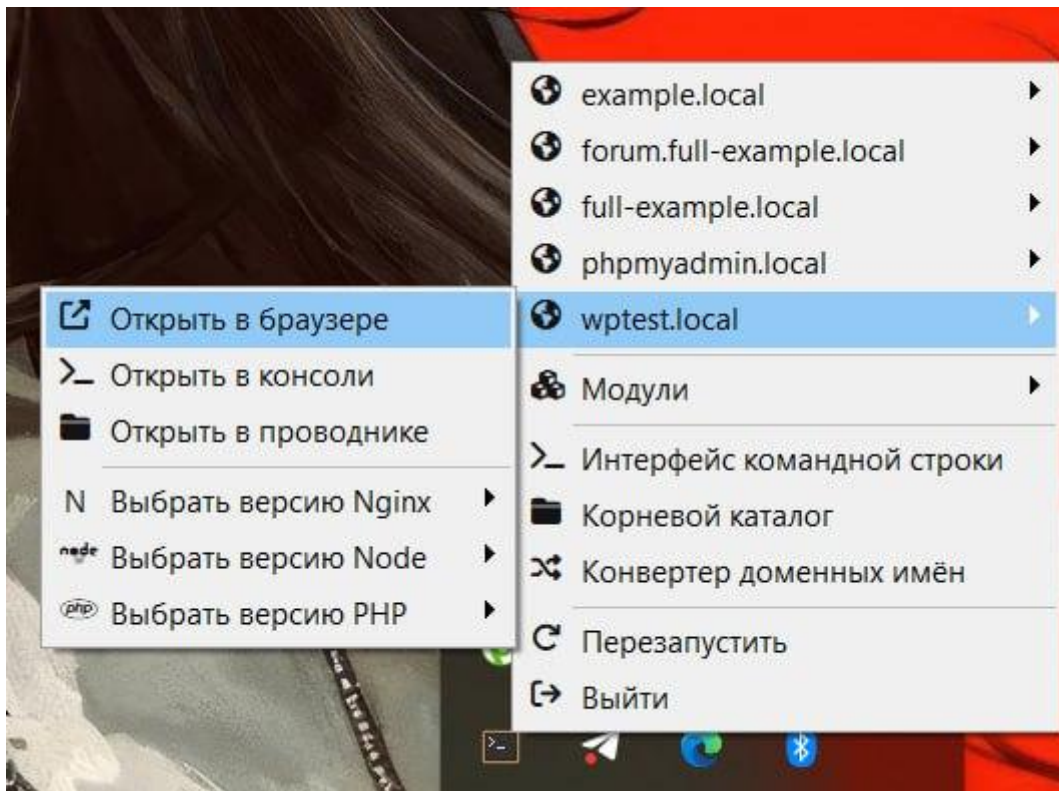 example.local
forum.full-example.local
full-example.local
phpmyadmin.local
wptest.local
Модули
Интерфейс командной строки
Корневой каталог
Конвертер доменных имён
Перезапустить
Выйти
Открыть в браузере
Открыть в консоли
Открыть в проводнике
N Выбрать версию Nginx
node Выбрать версию Node
php Выбрать версию PHP